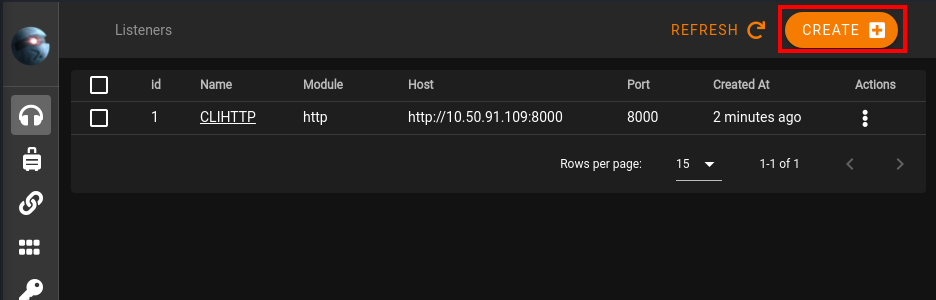 Listeners REFRESH CREATE
id Name Module Host Port Created At Actions
1 CLIHTTP http http://10.50.91.109:8000 8000 2 minutes ago
Rows per page: 15 1-1 of 1